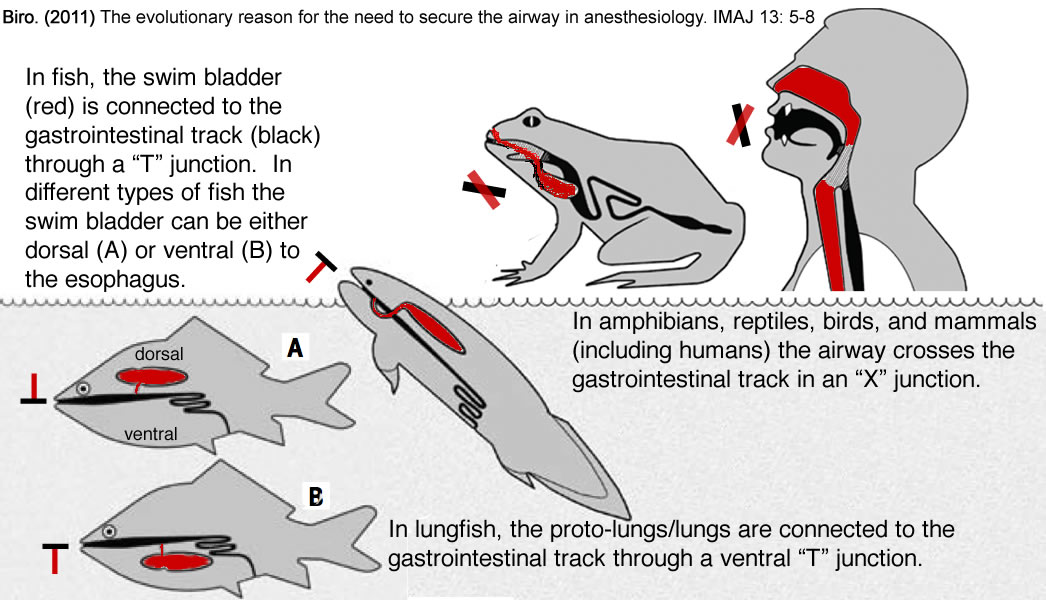 Biro. (2011) The evolutionary reason for the need to secure the airway in anesthesiology. IMAJ 13: 5-8
In fish, the swim bladder
(red) is connected to the
gastrointestinal track (black)
through a “T” junction. In
different types of fish the
swim bladder can be either
dorsal (A) or ventral (B) to
the esophagus.
In amphibians, reptiles, birds, and mammals
(including humans) the airway crosses the
gastrointestinal track in an “X” junction.
A
dorsal
ventral
B
In lungfish, the proto-lungs/lungs are connected to the
gastrointestinal track through a ventral “T” junction.